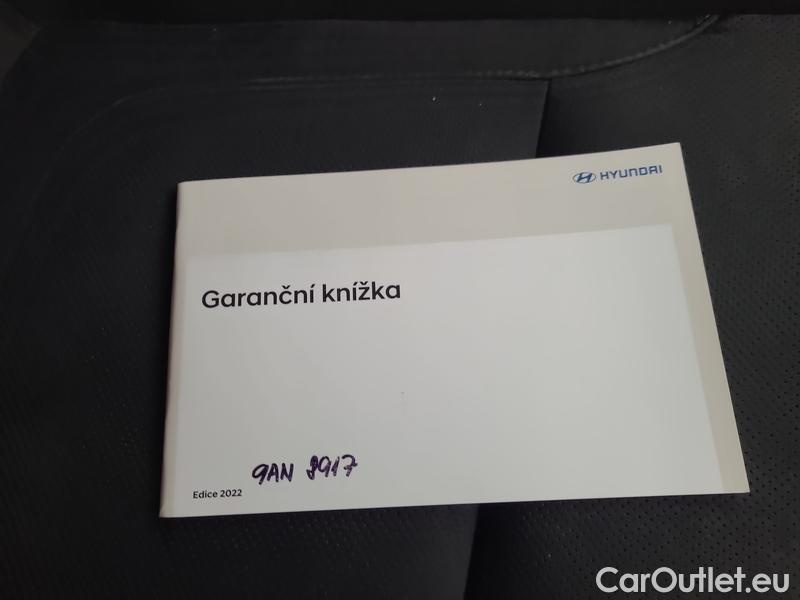 HYUNDAI
Garanční knížka
9AN 8917
Edice 2022
CarOutlet.eu